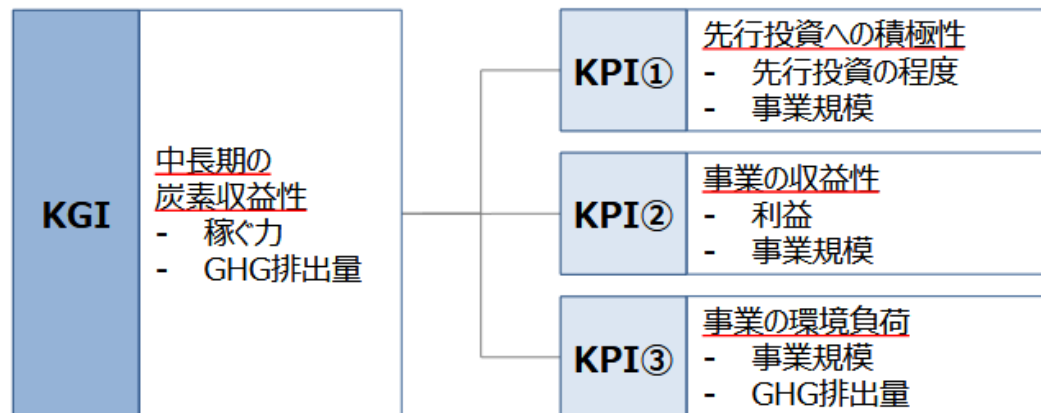 KGI
中長期の
炭素収益性
- 稼ぐ力
- GHG排出量
KPI①
先行投資への積極性
- 先行投資の程度
- 事業規模
KPI②
事業の収益性
- 利益
- 事業規模
KPI③
事業の環境負荷
- 事業規模
- GHG排出量